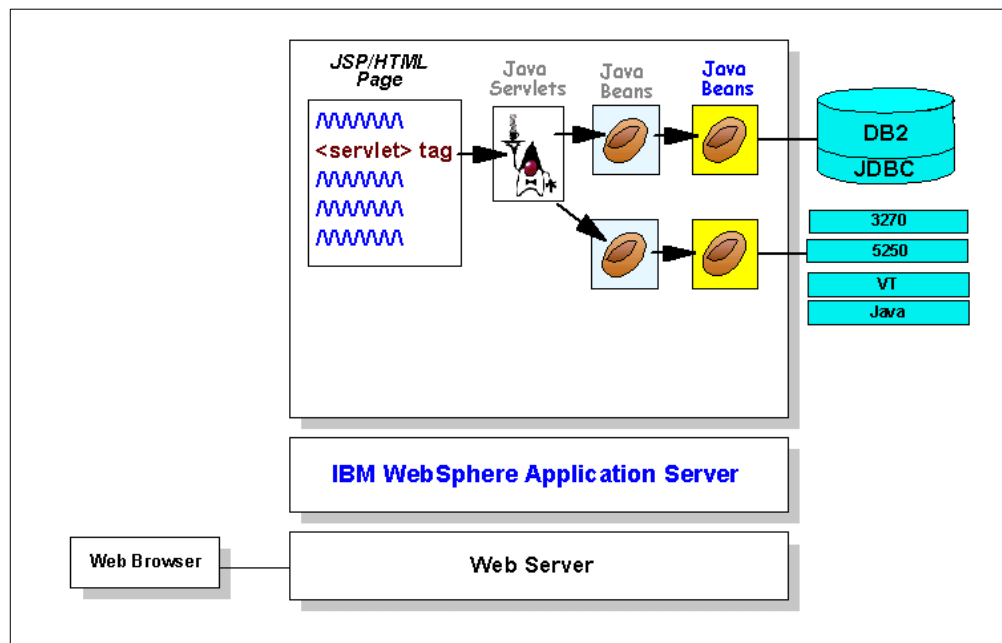 JSP/HTML
Page
Java
Servlets
Java
Beans
Java
Beans
<servlet> tag
DB2
JDBC
3270
5250
VT
Java
IBM WebSphere Application Server
Web Browser
Web Server